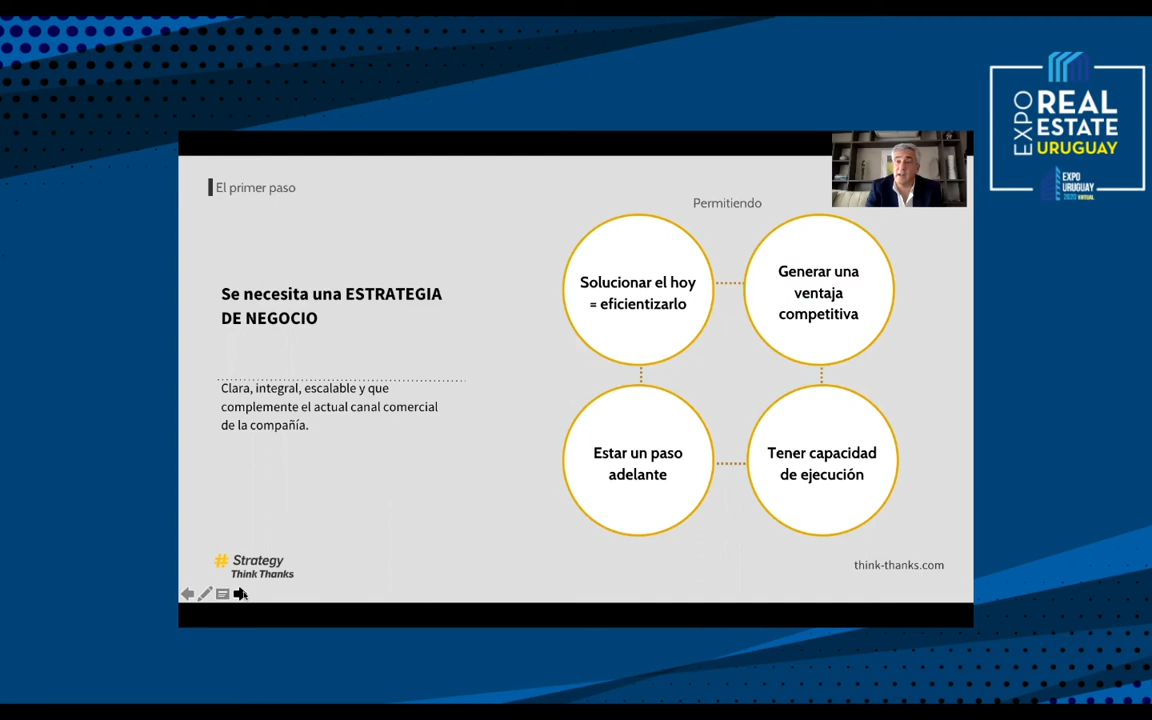 El primer paso
Permitiendo
Se necesita una ESTRATEGIA
DE NEGOCIO
Clara, integral, escalable y que
complemente el actual canal comercial
de la compañía.
Solucionar el hoy
= eficientizarlo
Generar una
ventaja
competitiva
Estar un paso
adelante
Tener capacidad
de ejecución
# Strategy
Think Thanks
think-thanks.com
EXPO
REAL
ESTATE
URUGUAY
EXPO
URUGUAY
2020 VIRTUAL